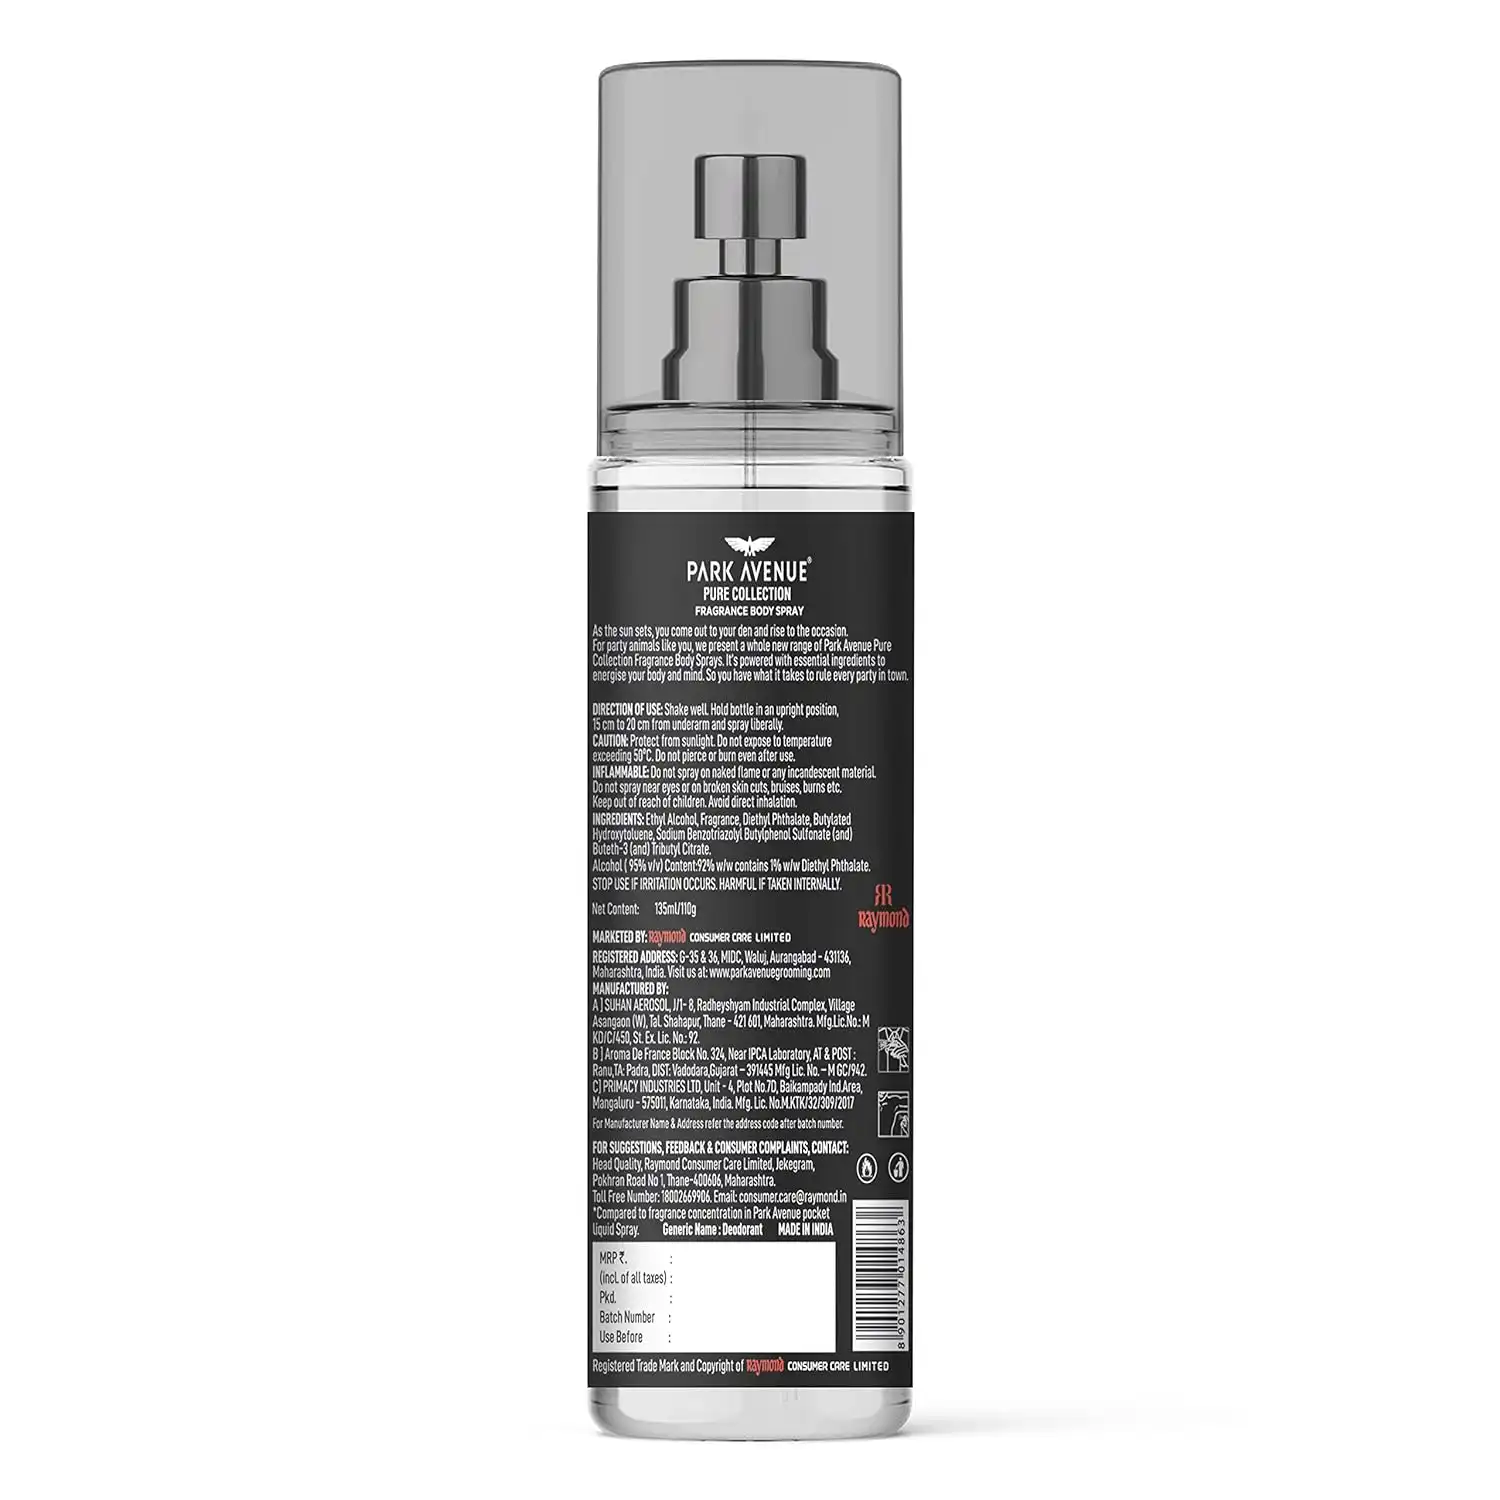 PARK AVENUE®
PURE COLLECTION
FRAGRANCE BODY SPRAY
As the sun sets, you come out to your den and rise to the occasion.
For party animals like you, we present a whole new range of Park Avenue Pure
Collection Fragrance Body Sprays. It's powered with essential ingredients to
energise your body and mind. So you have what it takes to rule every party in town.
DIRECTION OF USE: Shake well. Hold bottle in an upright position,
15 cm to 20 cm from underarm and spray liberally.
CAUTION: Protect from sunlight. Do not expose to temperature
exceeding 50°C. Do not pierce or burn even after use.
INFLAMMABLE: Do not spray on naked flame or any incandescent material.
Do not spray near eyes or on broken skin cuts, bruises, burns etc.
Keep out of reach of children. Avoid direct inhalation.
INGREDIENTS: Ethyl Alcohol, Fragrance, Diethyl Phthalate, Butylated
Hydroxytoluene, Sodium Benzotriazolyl Butylphenol Sulfonate (and)
Buteth-3 (and) Tributyl Citrate.
Alcohol ( 95% v/v) Content:92% w/w contains 1% w/w Diethyl Phthalate.
STOP USE IF IRRITATION OCCURS. HARMFUL IF TAKEN INTERNALLY.
Net Content: 135ml/110g
RR
Raymond
MARKETED BY: Raymond CONSUMER CARE LIMITED
REGISTERED ADDRESS: G-35 & 36, MIDC, Waluj, Aurangabad - 431136,
Maharashtra, India. Visit us at: www.parkavenuegrooming.com
MANUFACTURED BY:
A ] SUHAN AEROSOL, J/1- 8, Radheyshyam Industrial Complex, Village
Asangaon (W), Tal. Shahapur, Thane - 421 601, Maharashtra. Mfg.Lic.No.: M
KD/C/450, St. Ex. Lic. No.: 92.
B ] Aroma De France Block No. 324, Near IPCA Laboratory, AT & POST :
Ranu,TA: Padra, DIST: Vadodara,Gujarat – 391445 Mfg Lic. No. – M GC/942.
C] PRIMACY INDUSTRIES LTD, Unit - 4, Plot No.7D, Baikampady Ind.Area,
Mangaluru - 575011, Karnataka, India. Mfg. Lic. No.M.KTK/32/309/2017
For Manufacturer Name & Address refer the address code after batch number.
FOR SUGGESTIONS, FEEDBACK & CONSUMER COMPLAINTS, CONTACT:
Head Quality, Raymond Consumer Care Limited, Jekegram,
Pokhran Road No 1, Thane-400606, Maharashtra.
Toll Free Number: 18002669906. Email: consumer.care@raymond.in
*Compared to fragrance concentration in Park Avenue pocket
liquid Spray. Generic Name : Deodorant MADE IN INDIA
MRP ₹. :
(incl. of all taxes) :
Pkd. :
Batch Number :
Use Before :
8 901277 014863
Registered Trade Mark and Copyright of Raymond CONSUMER CARE LIMITED